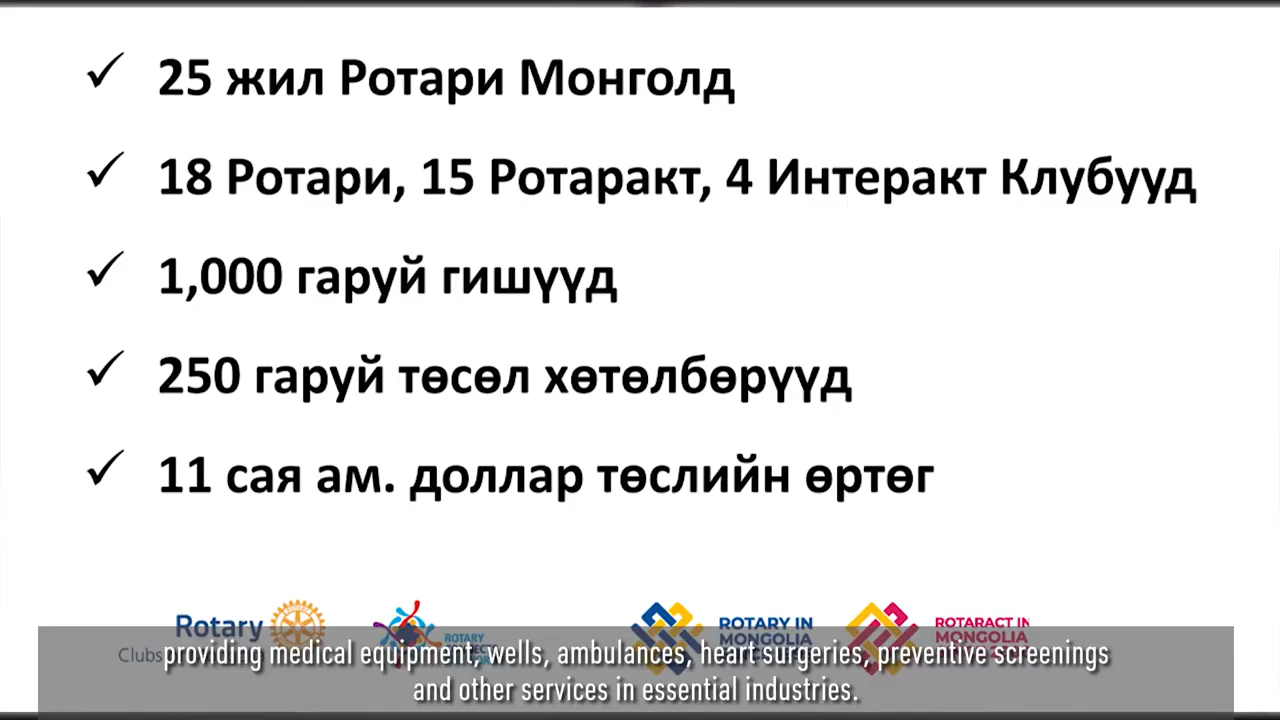 ✓ 25 жил Ротари Монголд
✓ 18 Ротари, 15 Ротаракт, 4 Интеракт Клубууд
✓ 1,000 гаруй гишүүд
✓ 250 гаруй төсөл хөтөлбөрүүд
✓ 11 сая ам. доллар төслийн өртөг
Rotary
Clubs
ROTARY
ROTARY IN
MONGOLIA
ROTARACT IN
MONGOLIA
providing medical equipment, wells, ambulances, heart surgeries, preventive screenings
and other services in essential industries.